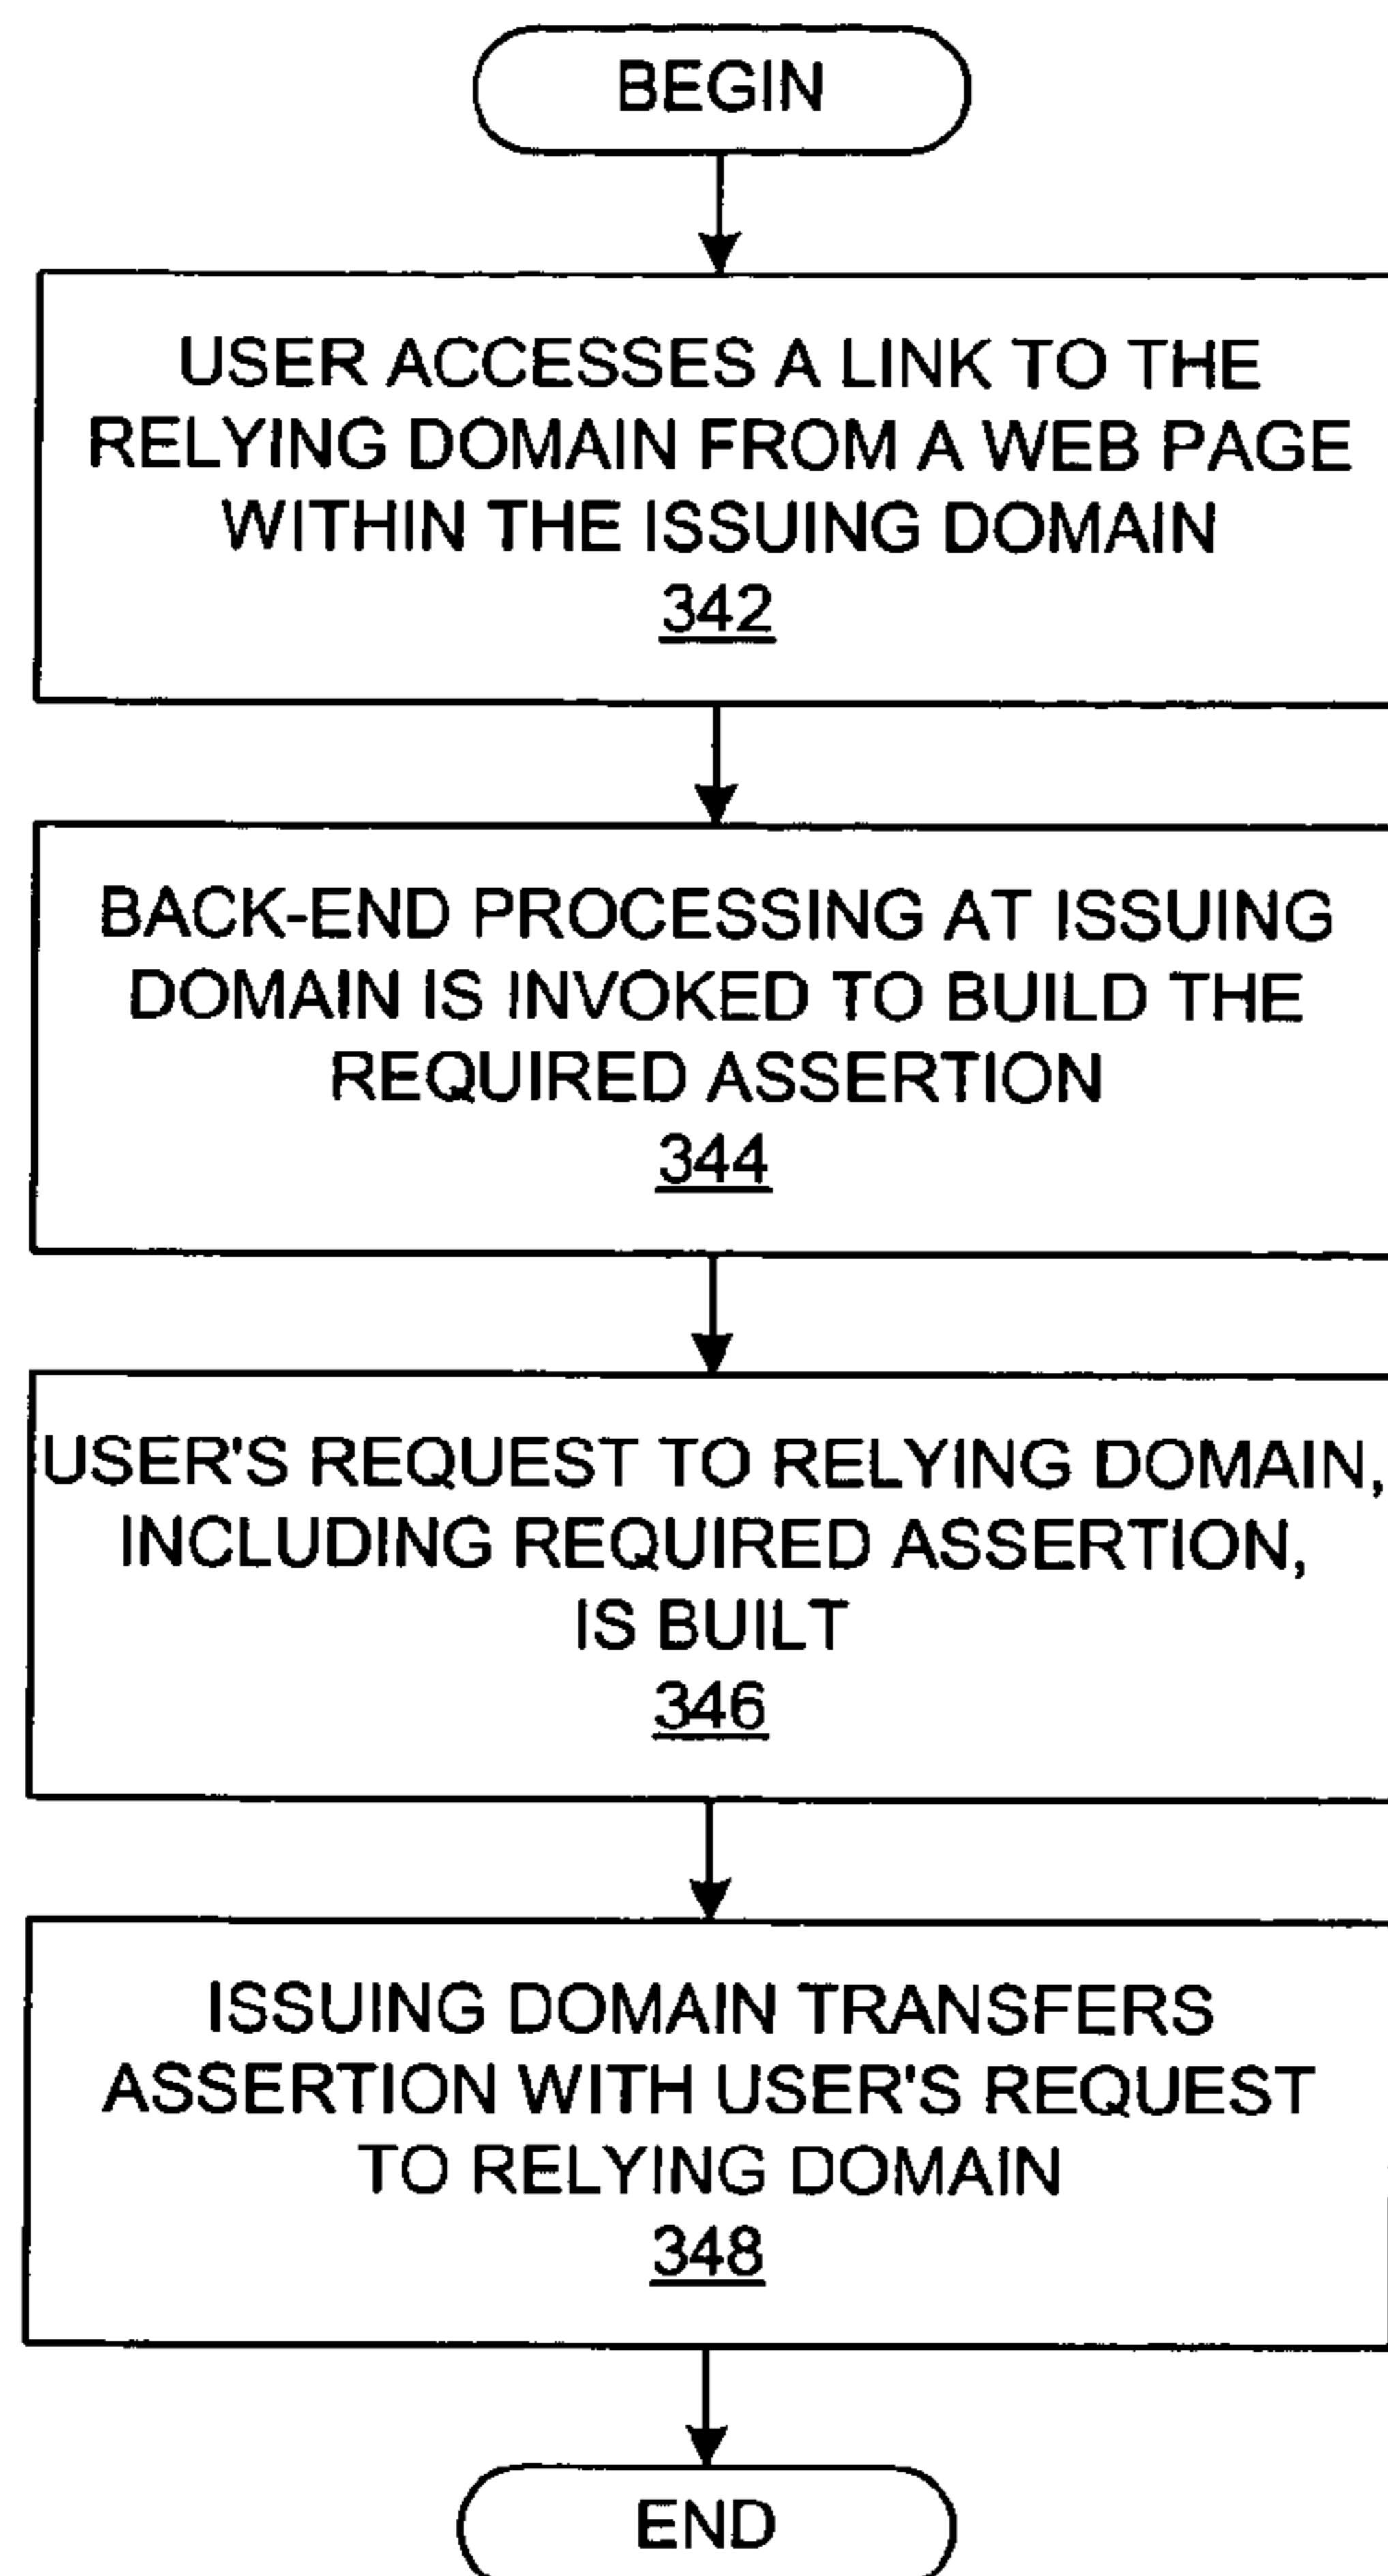 BEGIN
USER ACCESSES A LINK TO THE
RELYING DOMAIN FROM A WEB PAGE
WITHIN THE ISSUING DOMAIN
342
BACK-END PROCESSING AT ISSUING
DOMAIN IS INVOKED TO BUILD THE
REQUIRED ASSERTION
344
USER'S REQUEST TO RELYING DOMAIN,
INCLUDING REQUIRED ASSERTION,
IS BUILT
346
ISSUING DOMAIN TRANSFERS
ASSERTION WITH USER'S REQUEST
TO RELYING DOMAIN
348
END